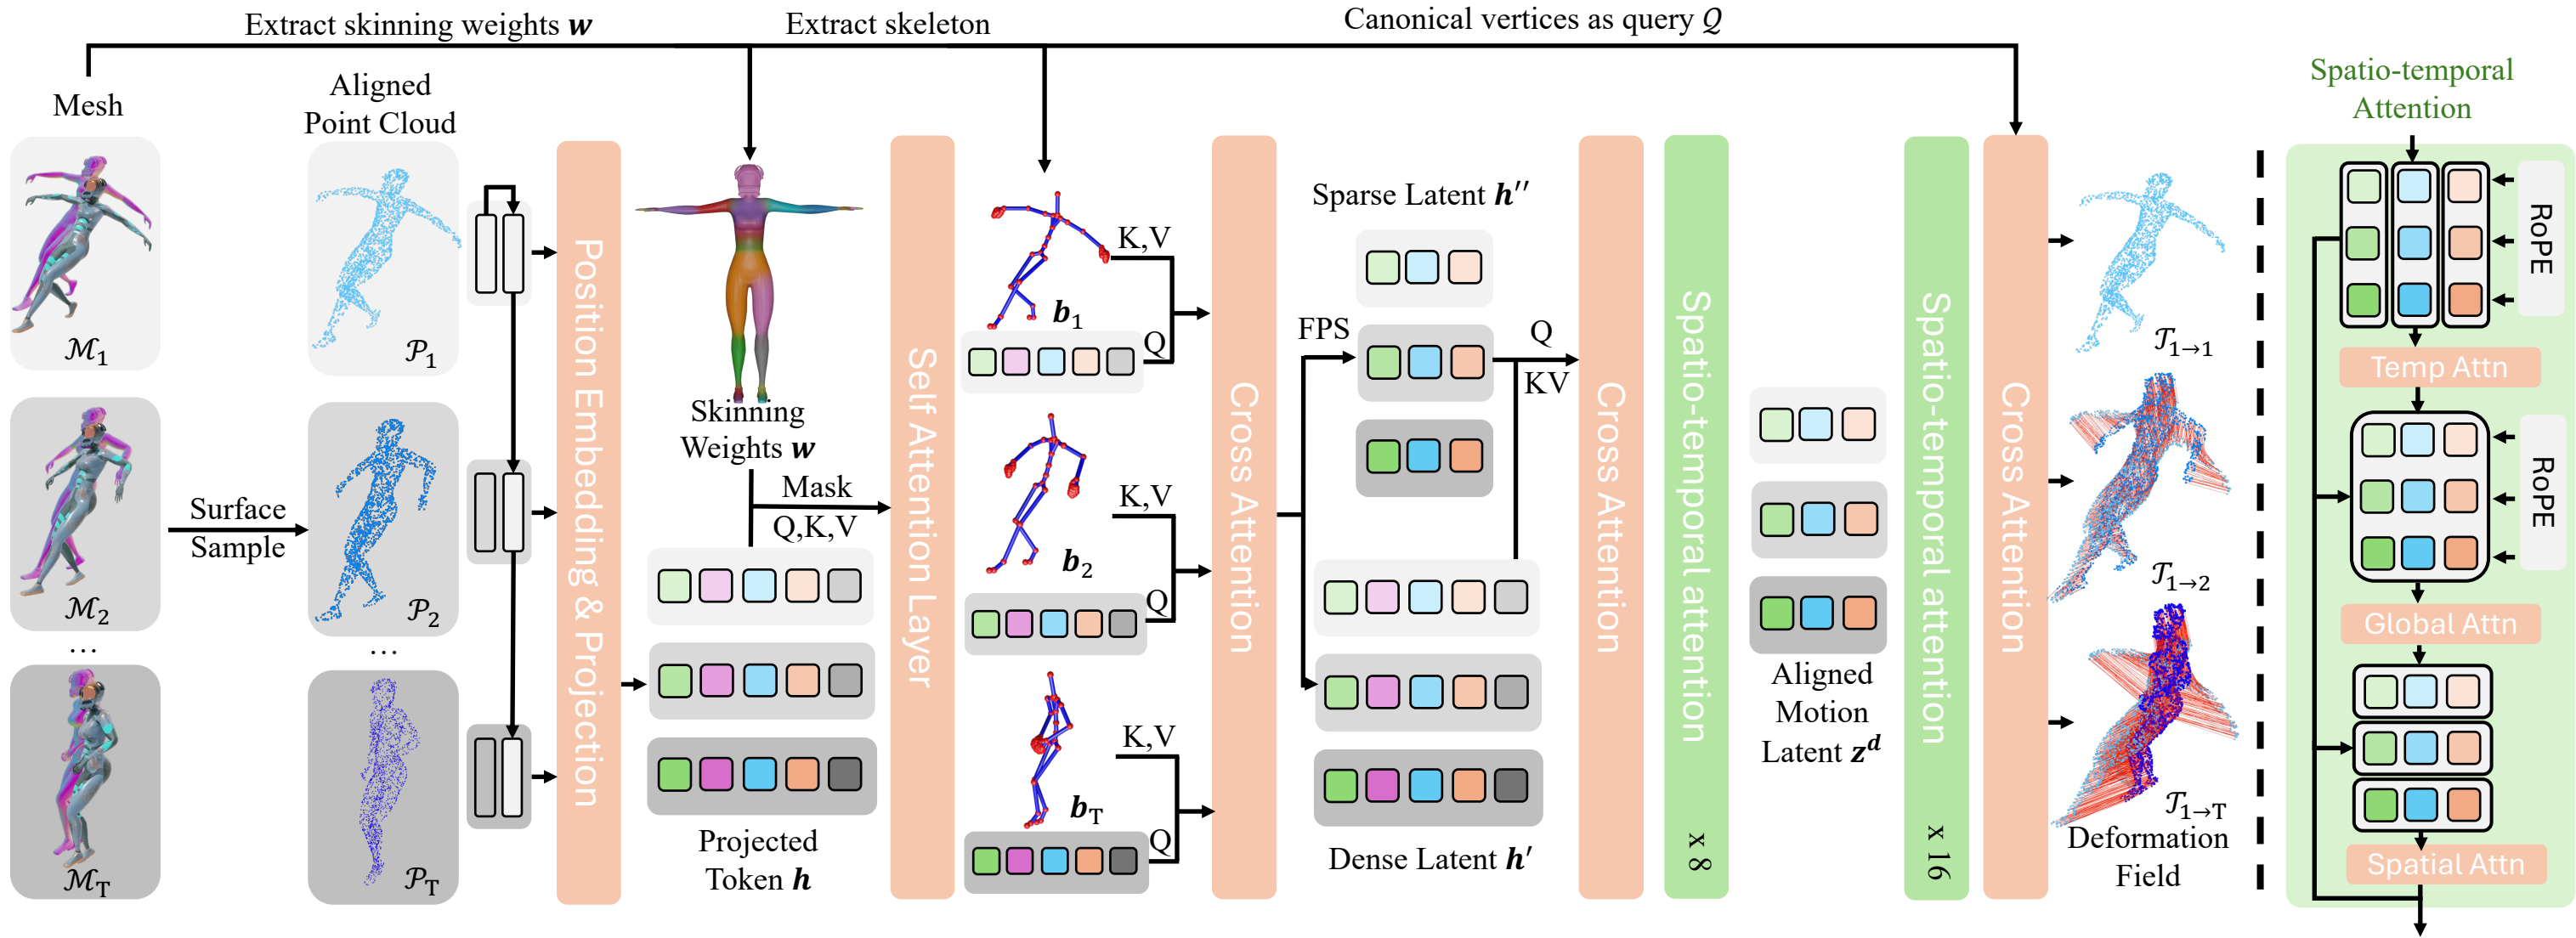 Extract skinning weights w
Extract skeleton
Canonical vertices as query Q
Mesh
Aligned
Point Cloud
M1
M2
...
MT
Surface
Sample
P1
P2
...
PT
Position Embedding & Projection
Skinning
Weights w
Mask
Q,K,V
Projected
Token h
Self Attention Layer
b1
K,V
Q
b2
K,V
Q
bT
K,V
Q
Cross Attention
Sparse Latent h''
FPS
Q
KV
Dense Latent h'
Cross Attention
Spatio-temporal attention
x 8
Aligned
Motion
Latent z^d
Spatio-temporal attention
x 16
Cross Attention
T1→1
T1→2
T1→T
Deformation
Field
Spatio-temporal
Attention
RoPE
Temp Attn
RoPE
Global Attn
Spatial Attn